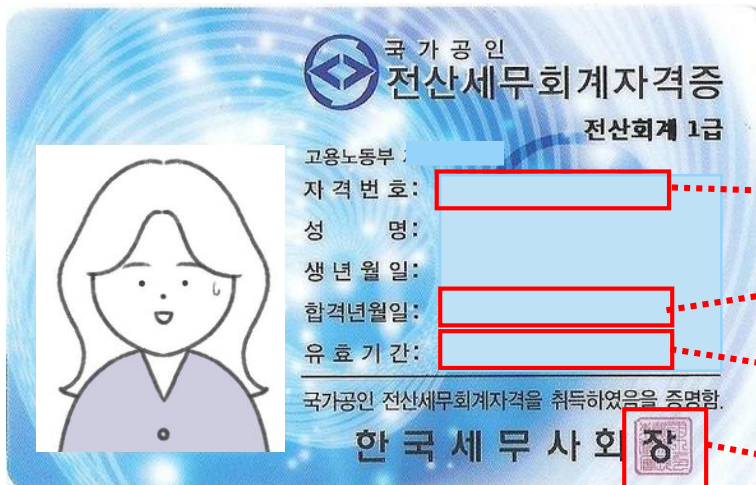 국 가 공 인
전산세무회계자격증
전산회계 1급
고용노동부
자 격 번 호:
성 명:
생 년 월 일:
합격년월일:
유 효 기 간:
국가공인 전산세무회계자격을 취득하였음을 증명함.
한 국 세 무 사 회 장